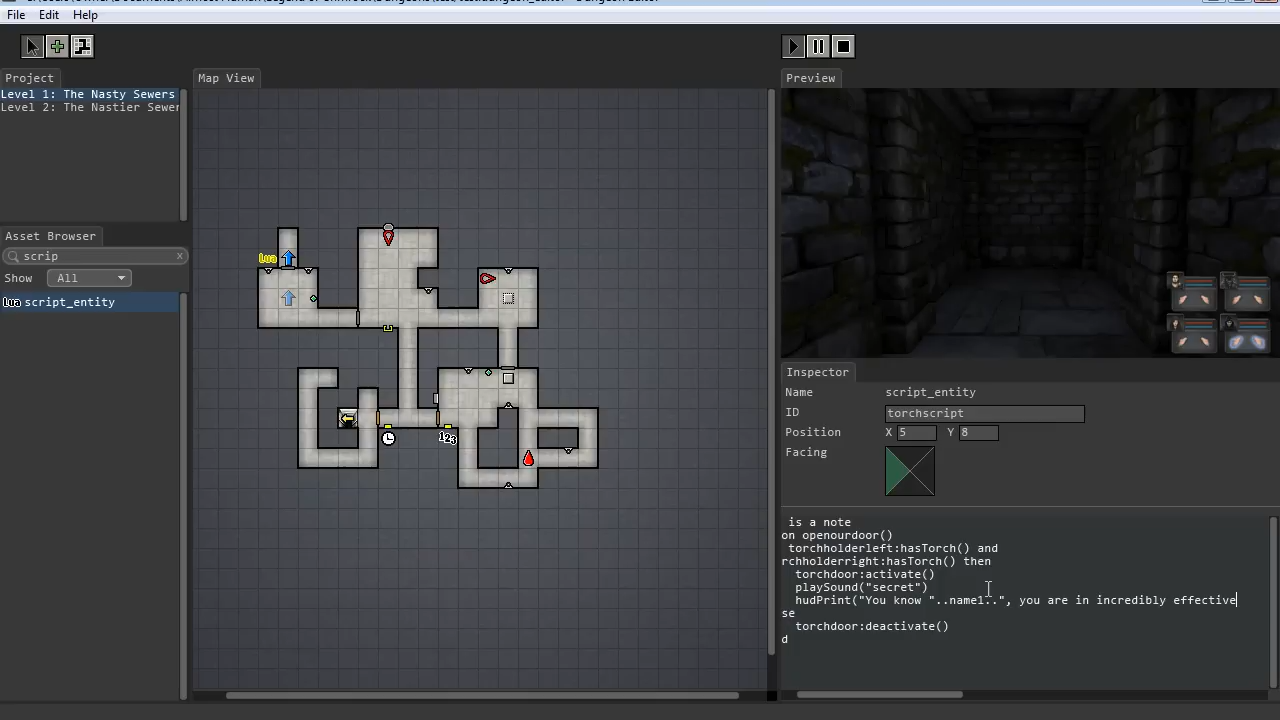 File Edit Help
Project
Map View
Preview
Level 1: The Nasty Sewers
Level 2: The Nastier Sewer
Asset Browser
scrip
Show All
lua script_entity
lua
123
Inspector
Name script_entity
ID torchscript
Position X 5 Y 8
Facing
is a note
on openourdoor()
torchholderleft:hasTorch() and
rchholderright:hasTorch() then
torchdoor:activate()
playSound("secret")
hudPrint("You know "..name1..", you are in incredibly effective
se
torchdoor:deactivate()
d